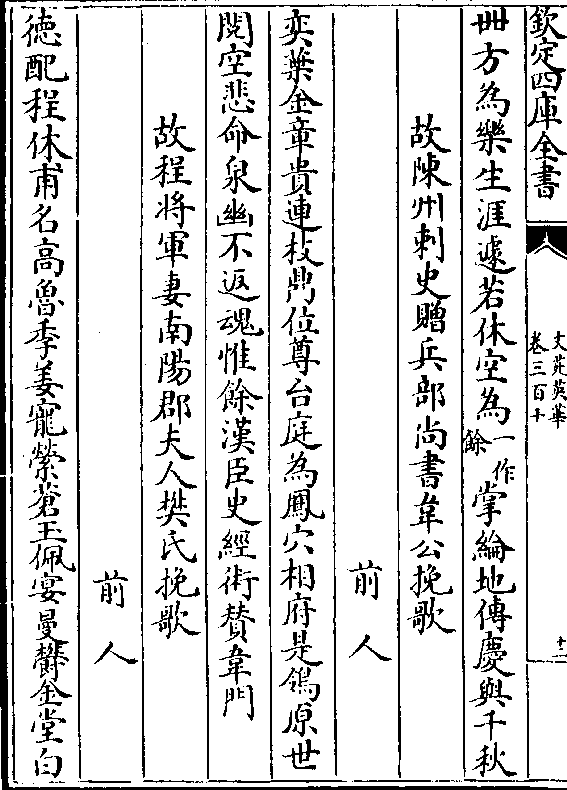 欽定四庫全書
文苑英華
卷三百十
十一
冊方為樂生涯遽若休空為一作餘掌綸地傳慶與千秋
故陳州刺史贈兵部尚書韋公挽歌
前人
奕葉金章貴連枝鼎位尊台庭為鳳穴相府是鴒原世
閱空悲命泉幽不返魂惟餘漢臣史經術贊韋門
故程將軍妻南陽郡夫人樊氏挽歌
前人
德配程休甫名高魯季姜寵縈蒼玉佩宴曼鬱金堂白